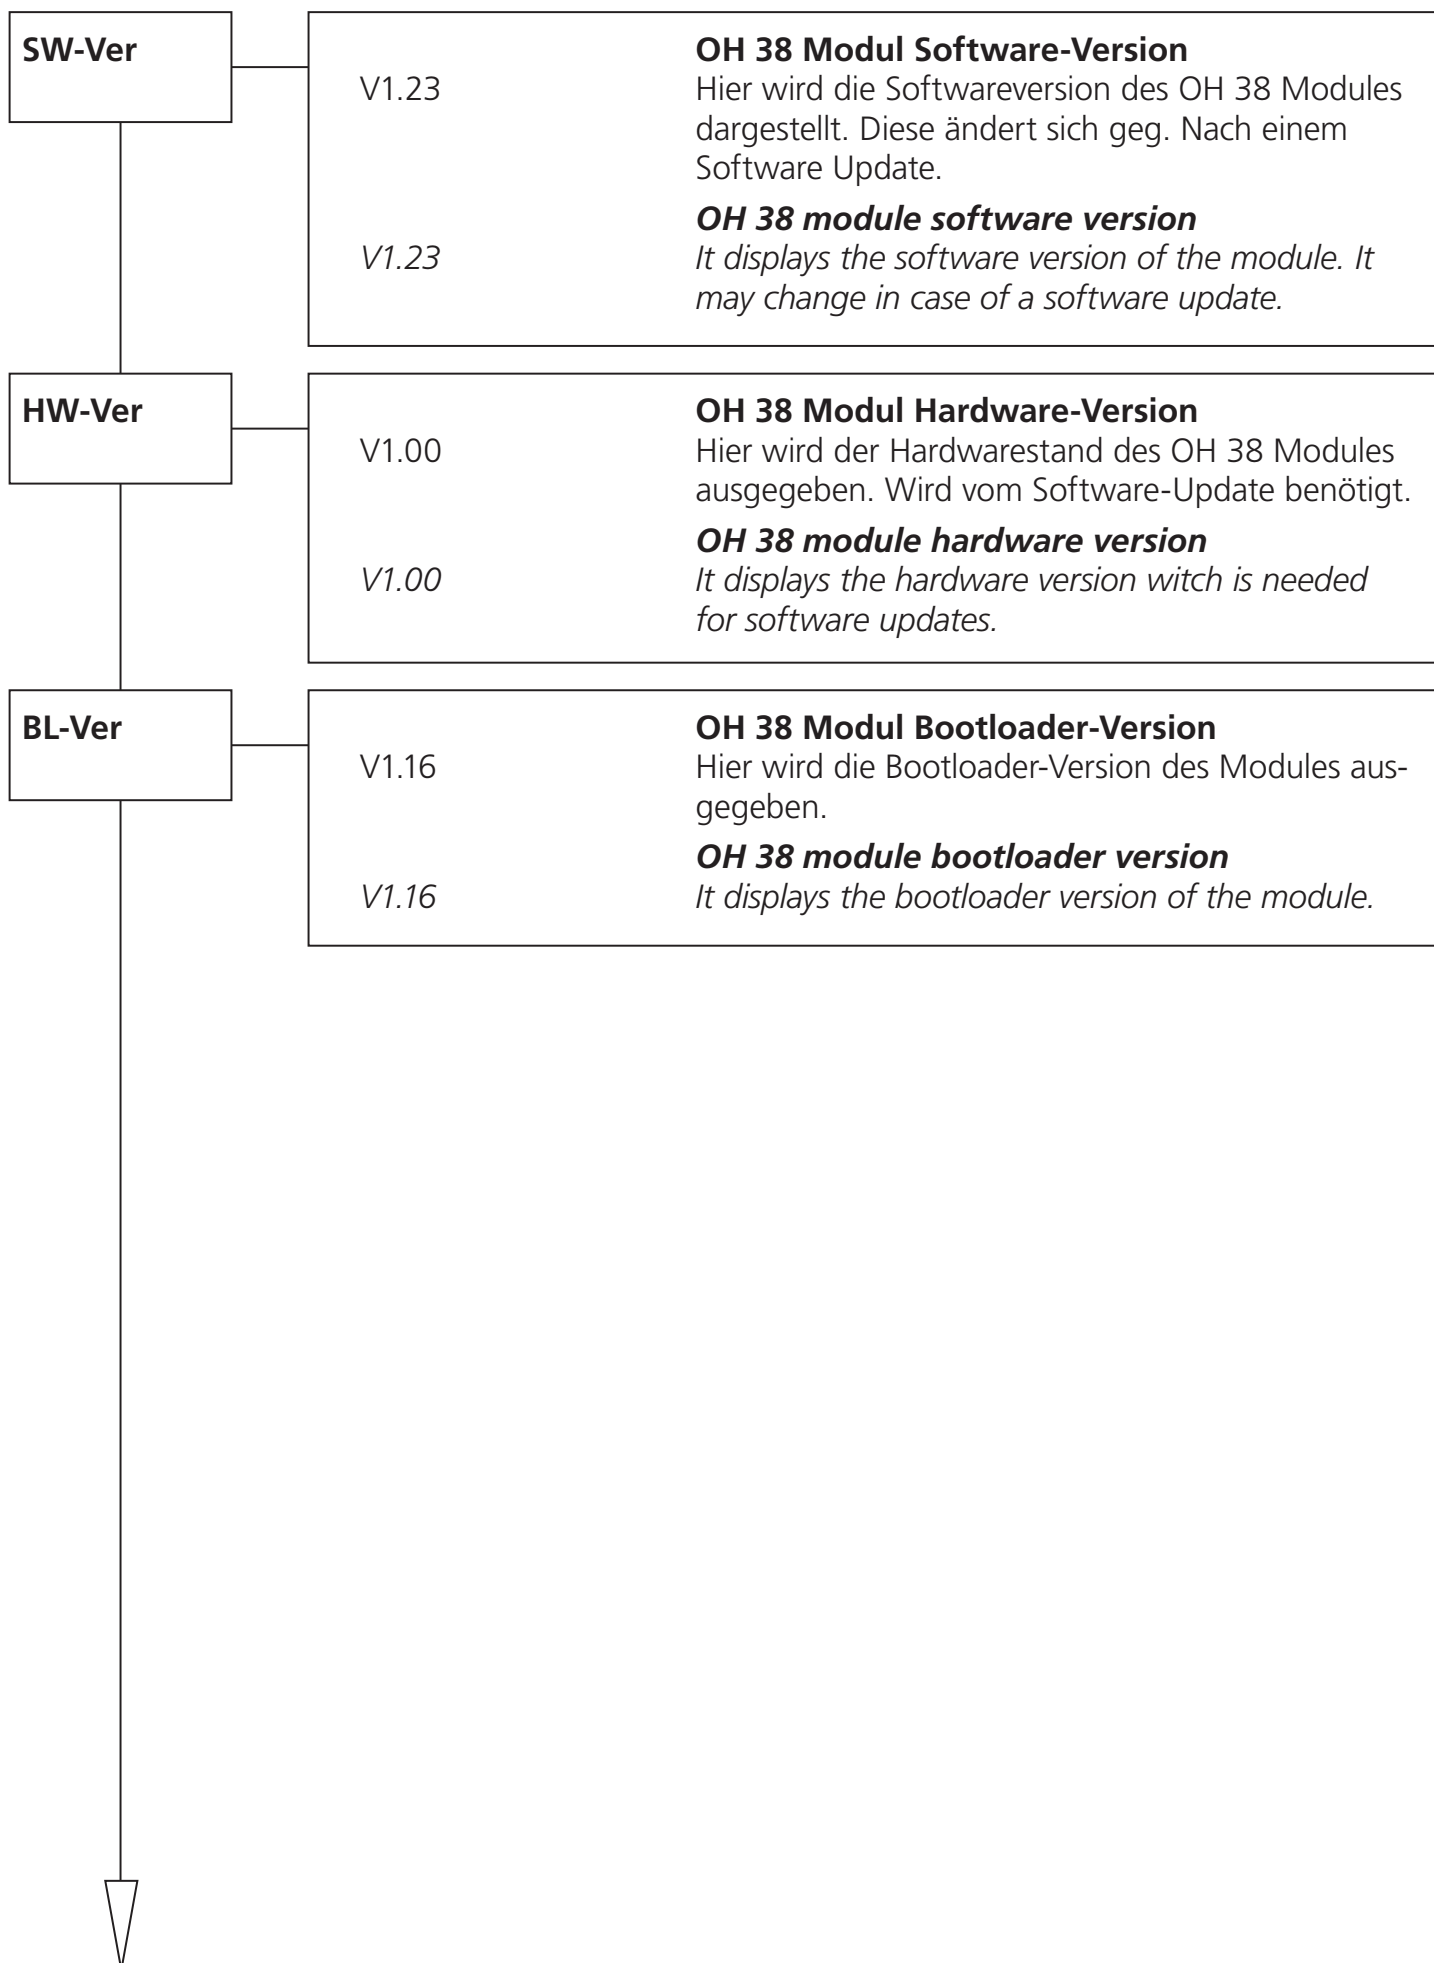 SW-Ver
OH 38 Modul Software-Version
V1.23 Hier wird die Softwareversion des OH 38 Modules
dargestellt. Diese ändert sich geg. Nach einem
Software Update.
OH 38 module software version
V1.23 It displays the software version of the module. It
may change in case of a software update.
HW-Ver
OH 38 Modul Hardware-Version
V1.00 Hier wird der Hardwarestand des OH 38 Modules
ausgegeben. Wird vom Software-Update benötigt.
OH 38 module hardware version
V1.00 It displays the hardware version witch is needed
for software updates.
BL-Ver
OH 38 Modul Bootloader-Version
V1.16 Hier wird die Bootloader-Version des Modules aus-
gegeben.
OH 38 module bootloader version
V1.16 It displays the bootloader version of the module.